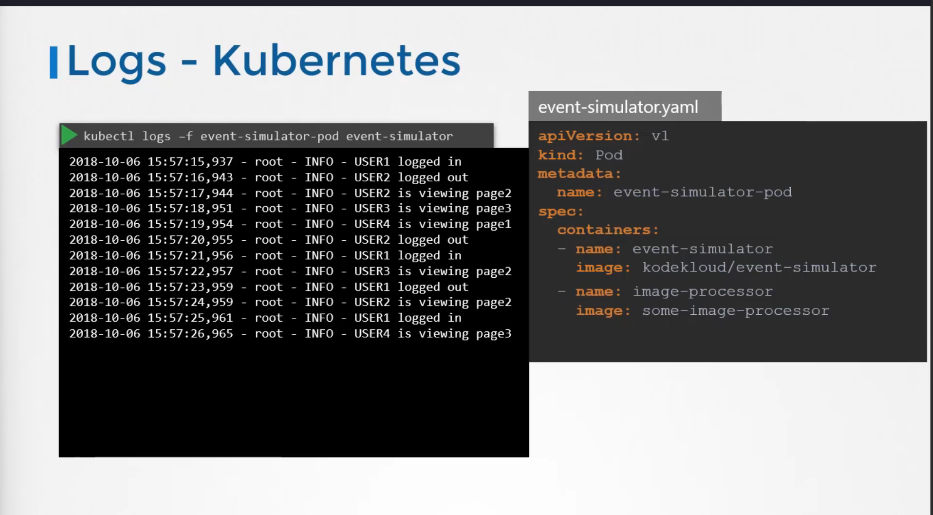 Logs - Kubernetes
kubectl logs –f event-simulator-pod event-simulator
2018-10-06 15:57:15,937 - root - INFO - USER1 logged in
2018-10-06 15:57:16,943 - root - INFO - USER2 logged out
2018-10-06 15:57:17,944 - root - INFO - USER2 is viewing page2
2018-10-06 15:57:18,951 - root - INFO - USER3 is viewing page3
2018-10-06 15:57:19,954 - root - INFO - USER4 is viewing page1
2018-10-06 15:57:20,955 - root - INFO - USER2 logged out
2018-10-06 15:57:21,956 - root - INFO - USER1 logged in
2018-10-06 15:57:22,957 - root - INFO - USER3 is viewing page2
2018-10-06 15:57:23,959 - root - INFO - USER1 logged out
2018-10-06 15:57:24,959 - root - INFO - USER2 is viewing page2
2018-10-06 15:57:25,961 - root - INFO - USER1 logged in
2018-10-06 15:57:26,965 - root - INFO - USER4 is viewing page3
event-simulator.yaml
apiVersion: v1
kind: Pod
metadata:
  name: event-simulator-pod
spec:
  containers:
  - name: event-simulator
    image: kodekloud/event-simulator
  - name: image-processor
    image: some-image-processor